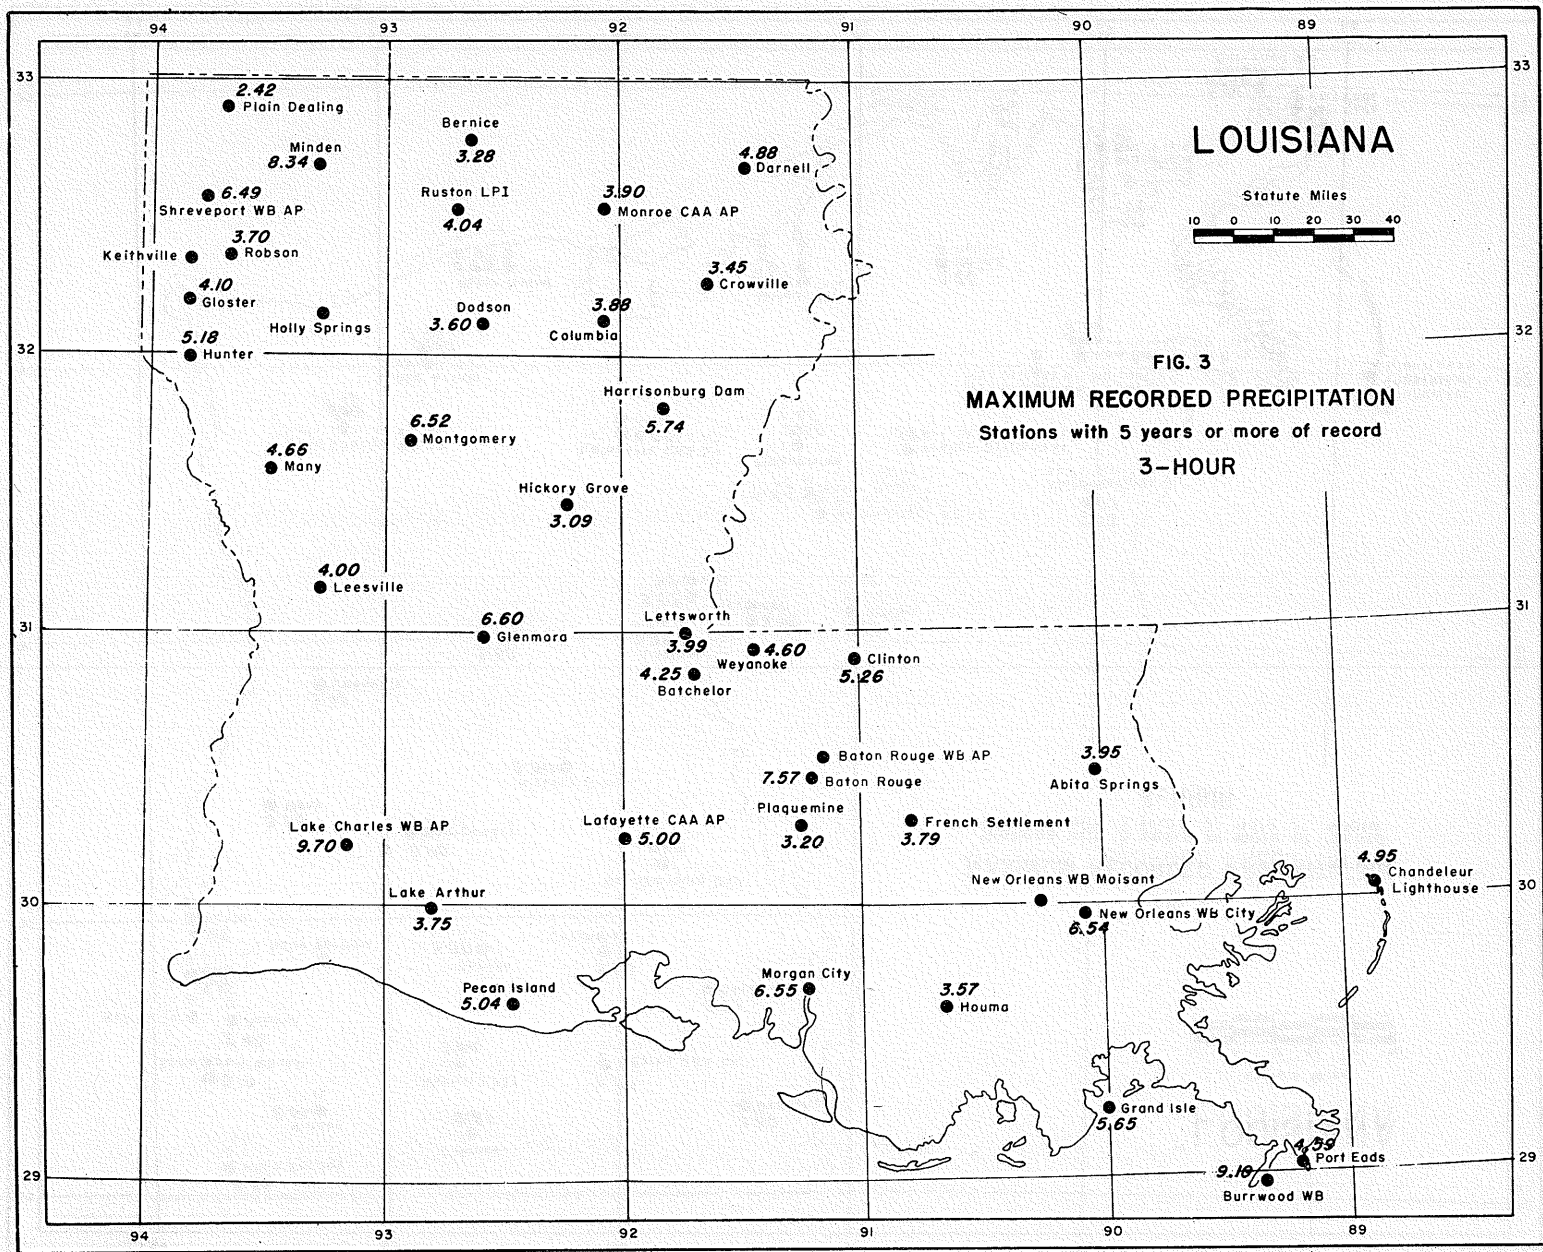 94 93 92 91 90 89
33 33
2.42
Plain Dealing
Bernice
3.28
Minden
8.34
4.88
Darnell
LOUISIANA
Statute Miles
10 0 10 20 30 40
6.49
Shreveport WB AP
Ruston LPI
4.04
3.90
Monroe CAA AP
3.70
Robson
Keithville
4.10
Gloster
Holly Springs
3.45
Crowville
Dodson
3.60
3.88
Columbia
5.18
Hunter
32 32
FIG. 3
MAXIMUM RECORDED PRECIPITATION
Stations with 5 years or more of record
3-HOUR
Harrisonburg Dam
5.74
6.52
Montgomery
4.66
Many
Hickory Grove
3.09
4.00
Leesville
31 31
6.60
Glenmora
Lettsworth
3.99
4.60
Weyanoke
4.25
Batchelor
Clinton
5.26
Baton Rouge WB AP
7.57 Baton Rouge
3.95
Abita Springs
Plaquemine
3.20
French Settlement
3.79
Lafayette CAA AP
5.00
Lake Charles WB AP
9.70
4.95
Chandeleur
Lighthouse
New Orleans WB Moisant
New Orleans WB City
6.54
30 30
Lake Arthur
3.75
Pecan Island
5.04
Morgan City
6.55
3.57
Houma
Grand Isle
5.65
4.59
Port Eads
Burrwood WB
29 29
94 93 92 91 90 89